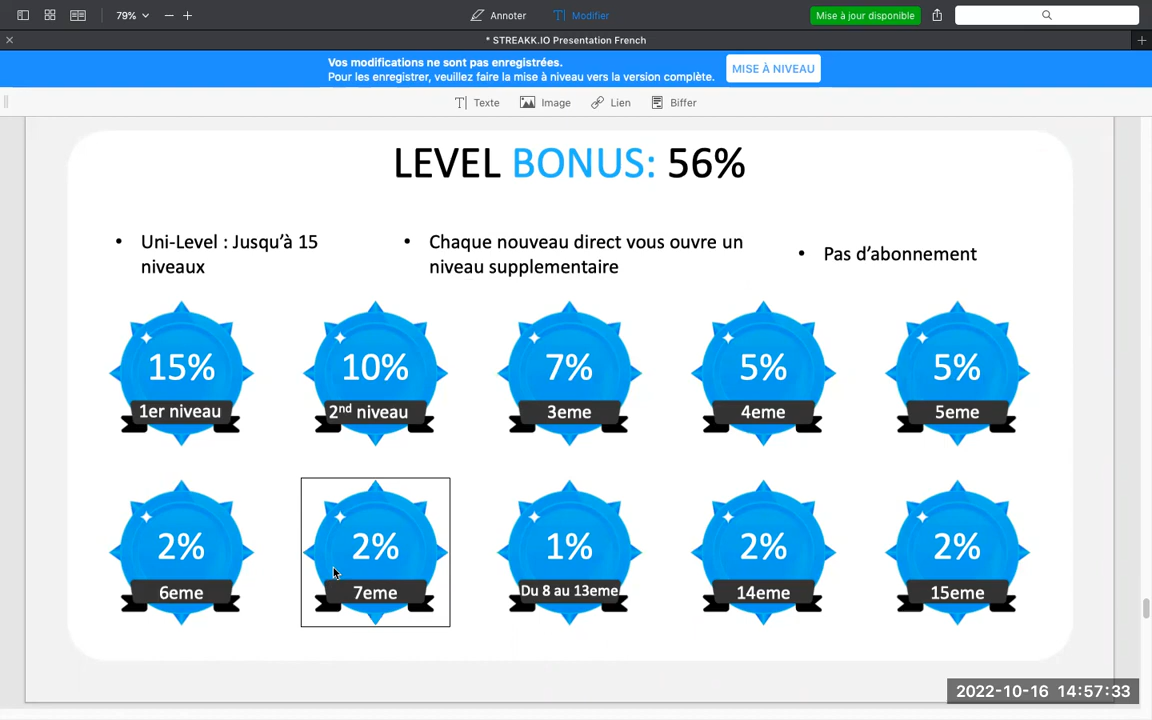 79%
Annoter
Modifier
Mise à jour disponible
* STREAKK.IO Presentation French
Vos modifications ne sont pas enregistrées.
Pour les enregistrer, veuillez faire la mise à niveau vers la version complète.
MISE À NIVEAU
Texte
Image
Lien
Biffer
LEVEL BONUS: 56%
• Uni-Level : Jusqu’à 15
niveaux
• Chaque nouveau direct vous ouvre un
niveau supplementaire
• Pas d’abonnement
15%
1er niveau
10%
2nd niveau
7%
3eme
5%
4eme
5%
5eme
2%
6eme
2%
7eme
1%
Du 8 au 13eme
2%
14eme
2%
15eme
2022-10-16 14:57:33